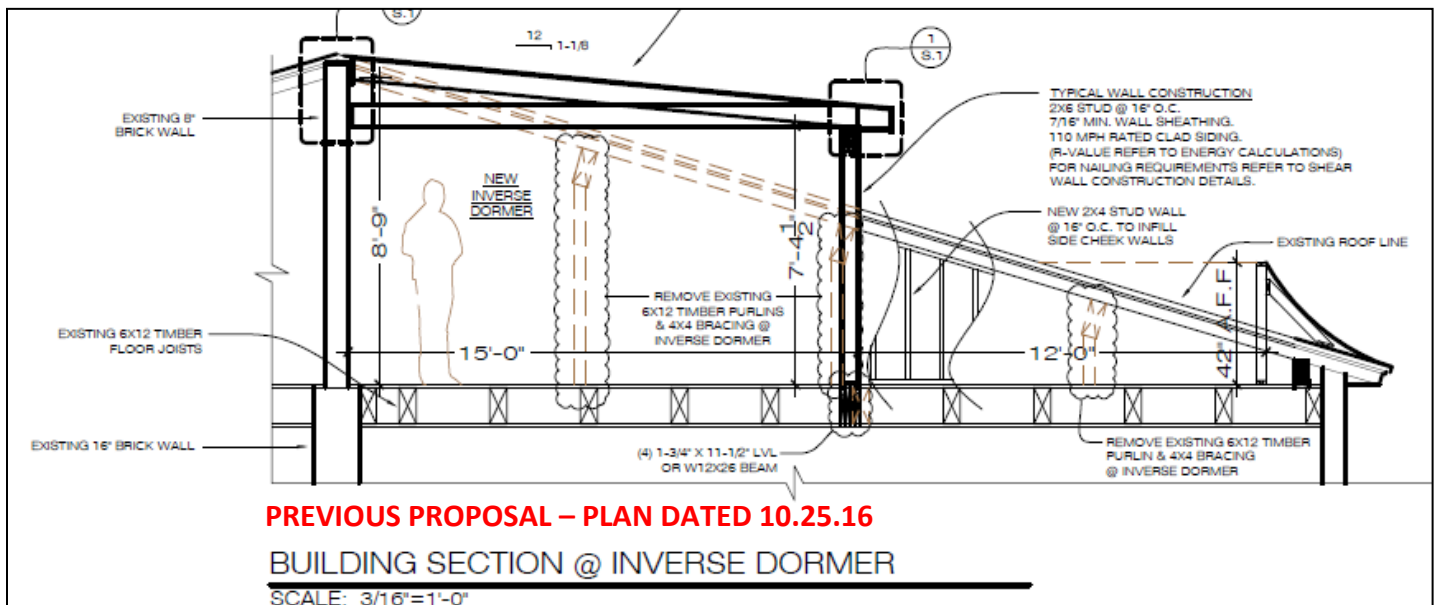 S.1
12
1-1/8
1
S.1
EXISTING 8"
BRICK WALL
TYPICAL WALL CONSTRUCTION
2X6 STUD @ 16" O.C.
7/16" MIN. WALL SHEATHING.
110 MPH RATED CLAD SIDING.
(R-VALUE REFER TO ENERGY CALCULATIONS)
FOR NAILING REQUIREMENTS REFER TO SHEAR
WALL CONSTRUCTION DETAILS.
NEW
INVERSE
DORMER
8'-9"
7'-4 1/2"
NEW 2X4 STUD WALL
@ 16" O.C. TO INFILL
SIDE CHEEK WALLS
EXISTING ROOF LINE
REMOVE EXISTING
6X12 TIMBER PURLINS
& 4X4 BRACING @
INVERSE DORMER
EXISTING 6X12 TIMBER
FLOOR JOISTS
15'-0"
12'-0"
42" A.F.F
EXISTING 16" BRICK WALL
(4) 1-3/4" X 11-1/2" LVL
OR W12X26 BEAM
REMOVE EXISTING 6X12 TIMBER
PURLIN & 4X4 BRACING
@ INVERSE DORMER
PREVIOUS PROPOSAL – PLAN DATED 10.25.16
BUILDING SECTION @ INVERSE DORMER
SCALE: 3/16"=1'-0"